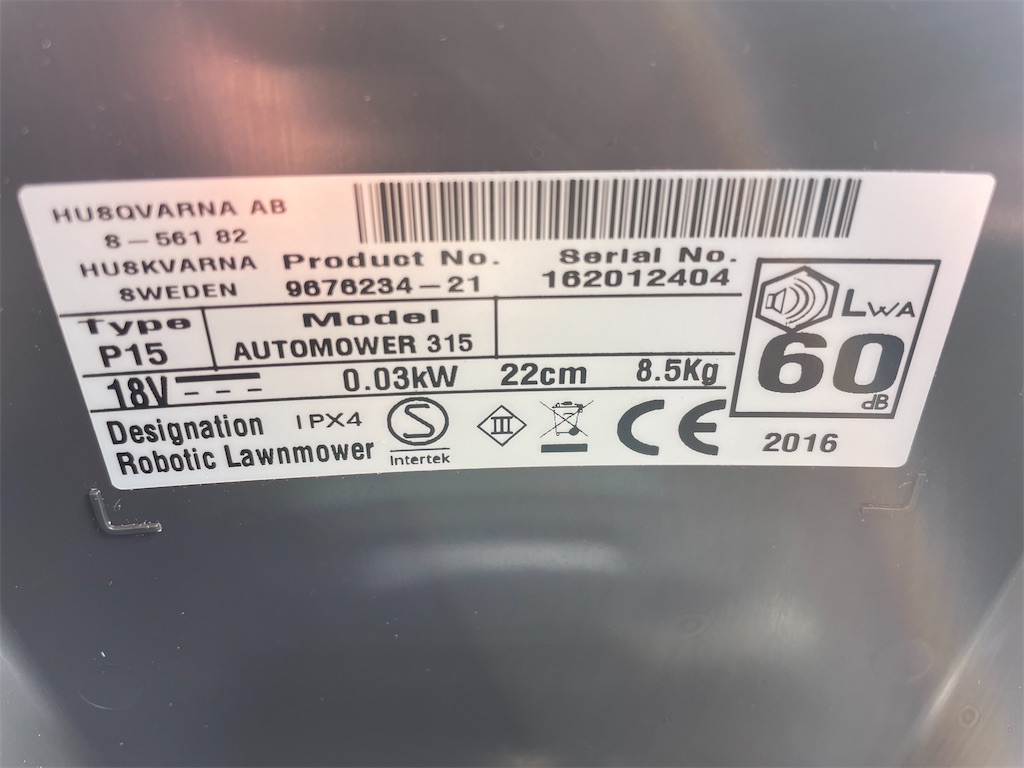 HUSQVARNA AB
S-561 82
HUSKVARNA
SWEDEN
Product No.
9676234-21
Serial No.
162012404
Type
P15
Model
AUTOMOWER 315
18V 0.03kW 22cm 8.5Kg
LWA
60
dB
Designation IPX4
Robotic Lawnmower
S
Intertek
III
CE
2016